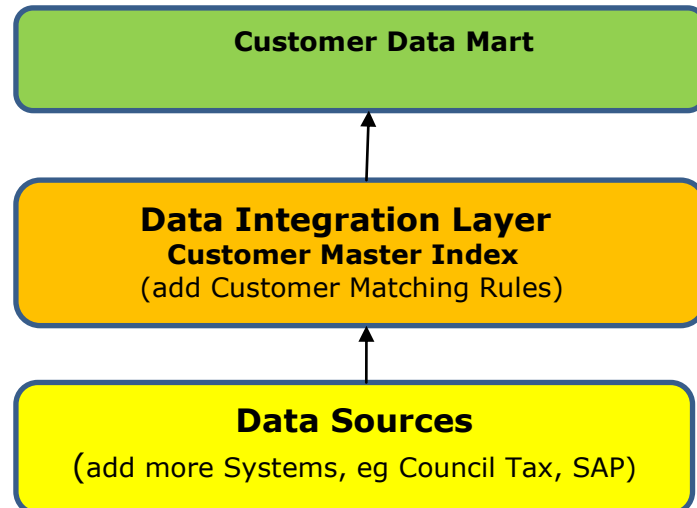 Customer Data Mart
Data Integration Layer
Customer Master Index
(add Customer Matching Rules)
Data Sources
(add more Systems, eg Council Tax, SAP)